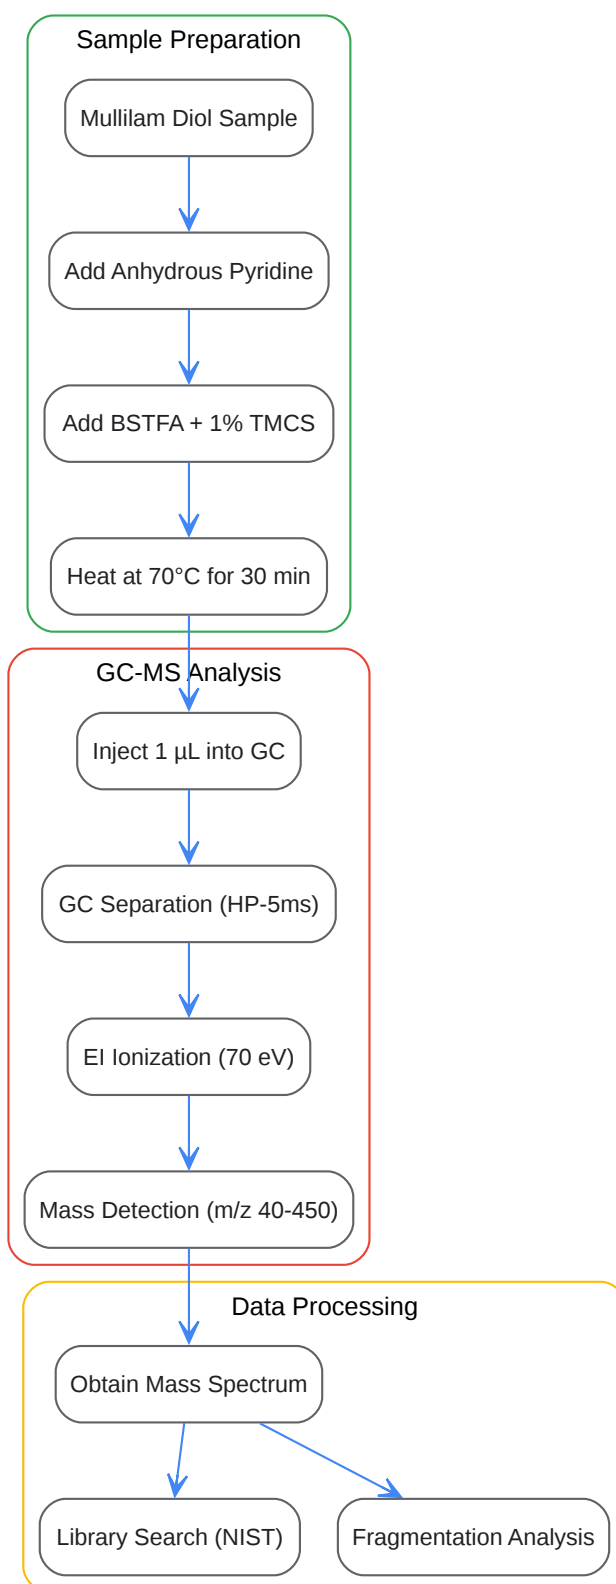 Sample Preparation
Mullilam Diol Sample
Add Anhydrous Pyridine
Add BSTFA + 1% TMCS
Heat at 70°C for 30 min
GC-MS Analysis
Inject 1 µL into GC
GC Separation (HP-5ms)
EI Ionization (70 eV)
Mass Detection (m/z 40-450)
Data Processing
Obtain Mass Spectrum
Library Search (NIST)
Fragmentation Analysis